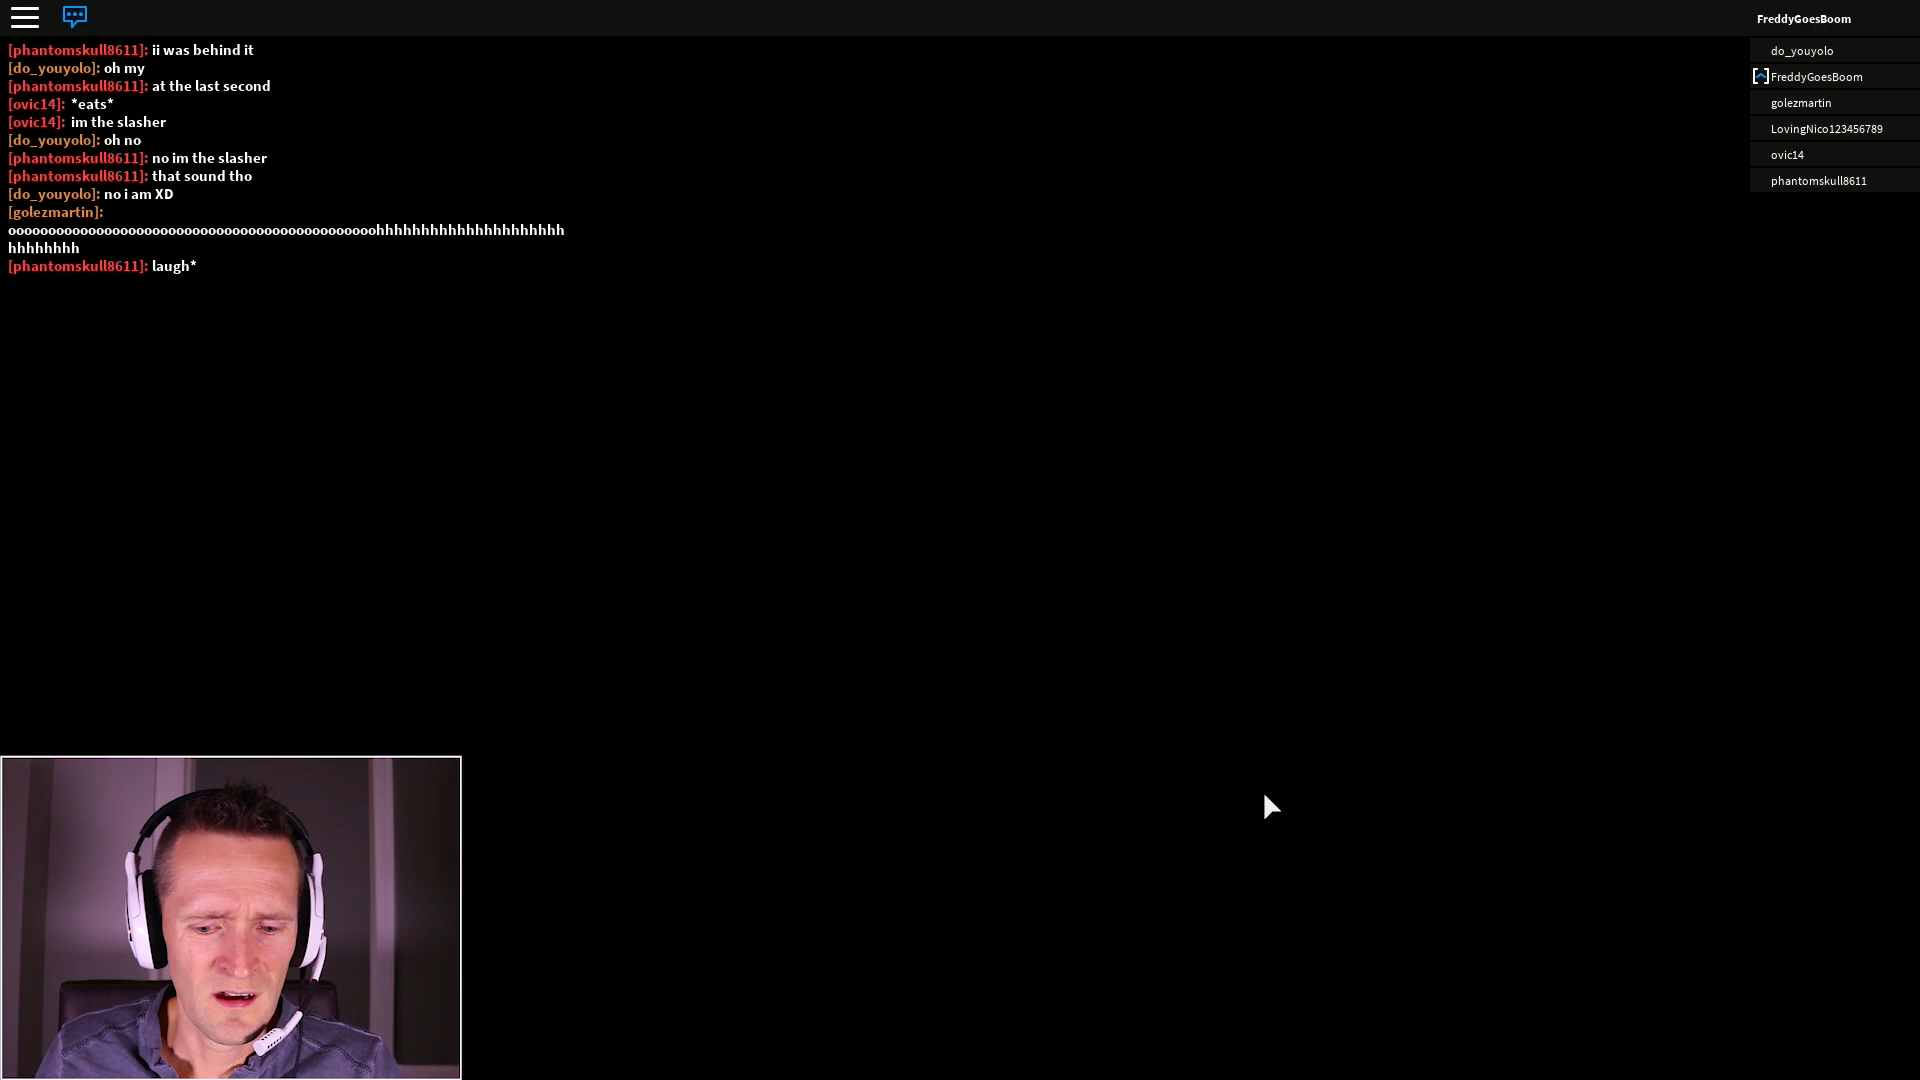 FreddyGoesBoom
[phantomskull8611]: ii was behind it
[do_youyolo]: oh my
[phantomskull8611]: at the last second
[ovic14]: *eats*
[ovic14]: im the slasher
[do_youyolo]: oh no
[phantomskull8611]: no im the slasher
[phantomskull8611]: that sound tho
[do_youyolo]: no i am XD
[golezmartin]:
oooooooooooooooooooooooooooooooooooooooooooooohhhhhhhhhhhhhhhhhhhhh
hhhhhhhh
[phantomskull8611]: laugh*
do_youyolo
FreddyGoesBoom
golezmartin
LovingNico123456789
ovic14
phantomskull8611